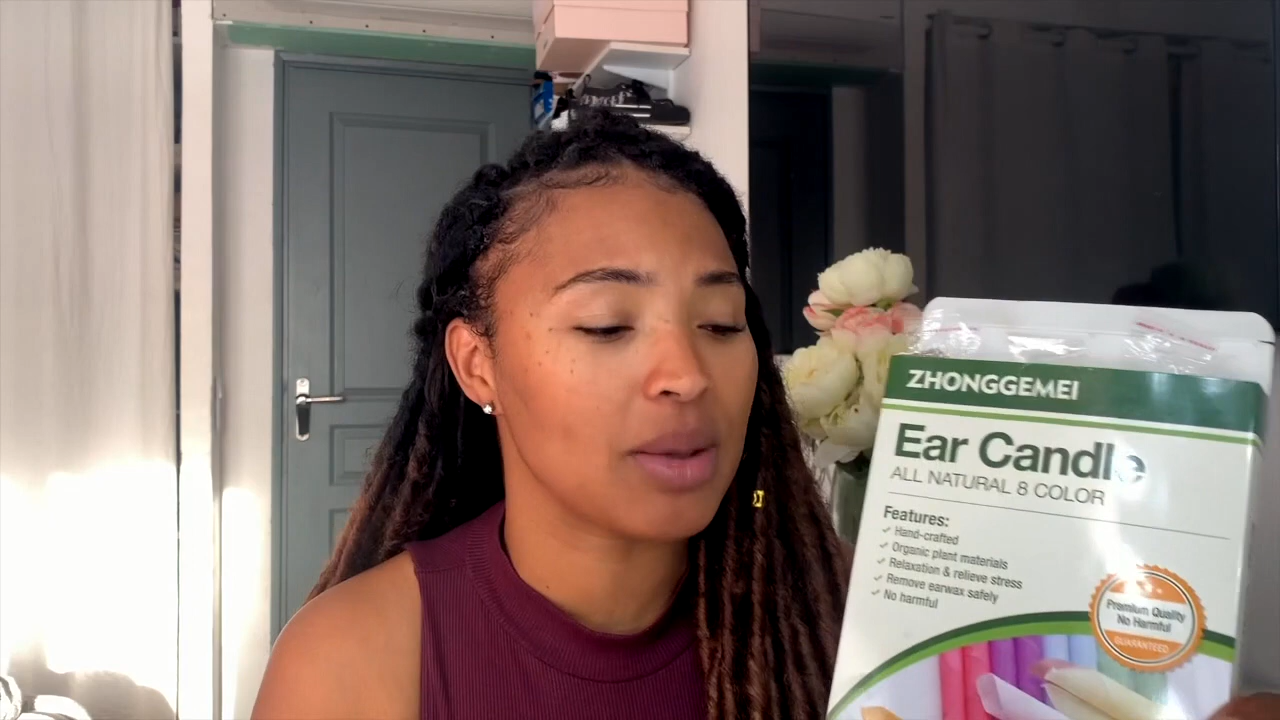 ZHONGGEMEI
Ear Candle
ALL NATURAL 8 COLOR
Features:
✓ Hand-crafted
✓ Organic plant materials
✓ Relaxation & relieve stress
✓ Remove earwax safely
✓ No harmful
Premium Quality
No Harmful
GUARANTEED